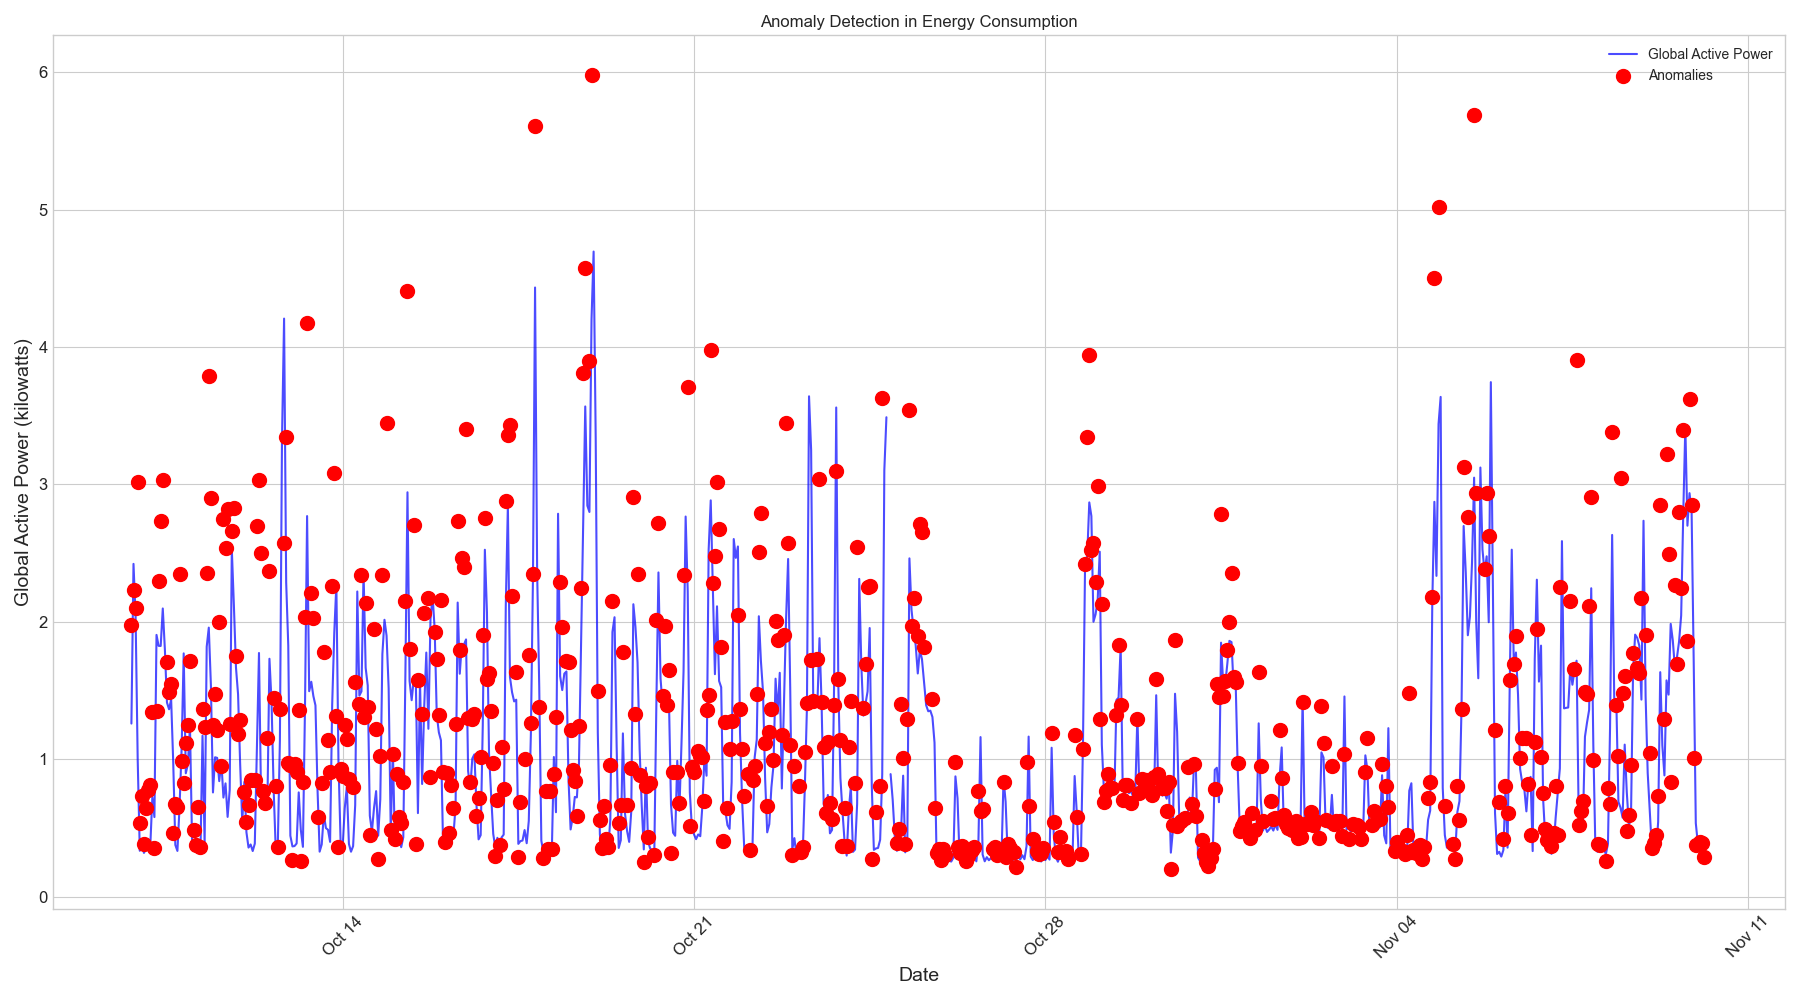 Anomaly Detection in Energy Consumption
Global Active Power
Anomalies
Global Active Power (kilowatts)
6
5
4
3
2
1
0
Oct 14
Oct 21
Oct 28
Nov 04
Nov 11
Date